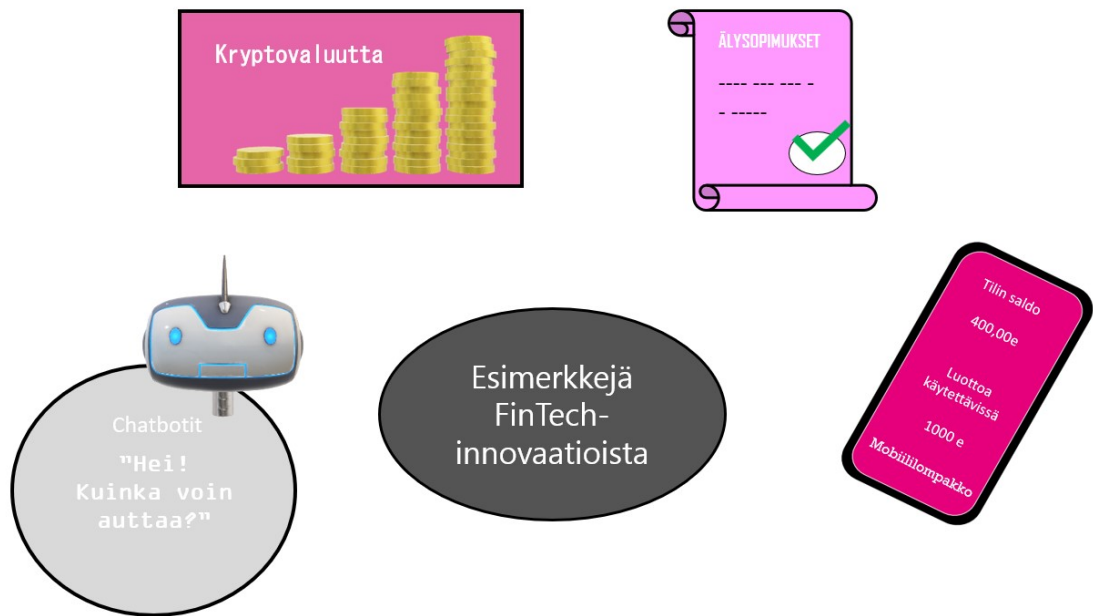 Kryptovaluutta
ÄLYSOPIMUKSET
---- --- --- -
- -----
Chatbotit
"Hei!
Kuinka voin
auttaa?"
Esimerkkejä
FinTech-
innovaatioista
Tilin saldo
400,00e
Luottoa
käytettävissä
1000 e
Mobiililompakko